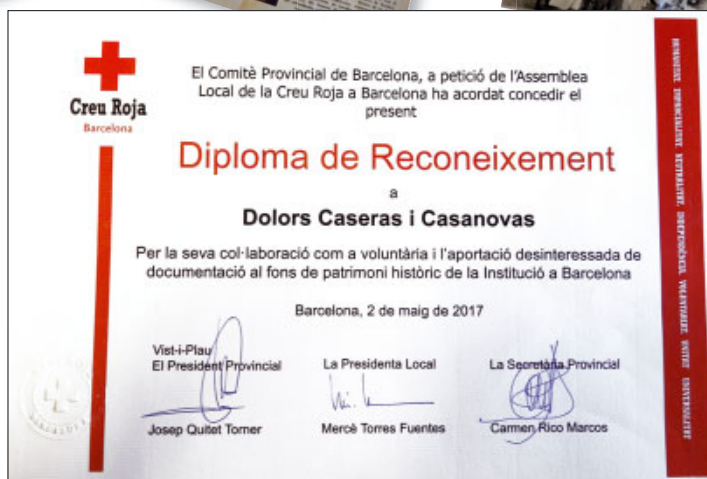 Creu Roja
Barcelona
El Comitè Provincial de Barcelona, a petició de l'Assemblea
Local de la Creu Roja a Barcelona ha acordat concedir el
present
Diploma de Reconeixement
a
Dolors Caseras i Casanovas
Per la seva col·laboració com a voluntària i l'aportació desinteressada de
documentació al fons de patrimoni històric de la Institució a Barcelona
Barcelona, 2 de maig de 2017
Vist-i-Plau
El President Provincial
Josep Quitet Torner
La Presidenta Local
Mercè Torres Fuentes
La Secretària Provincial
Carmen Rico Marcos
HUMANITAT, IMPARCIALITAT, NEUTRALITAT, INDEPENDÈNCIA, VOLUNTARIAT, UNITAT UNIVERSALITAT